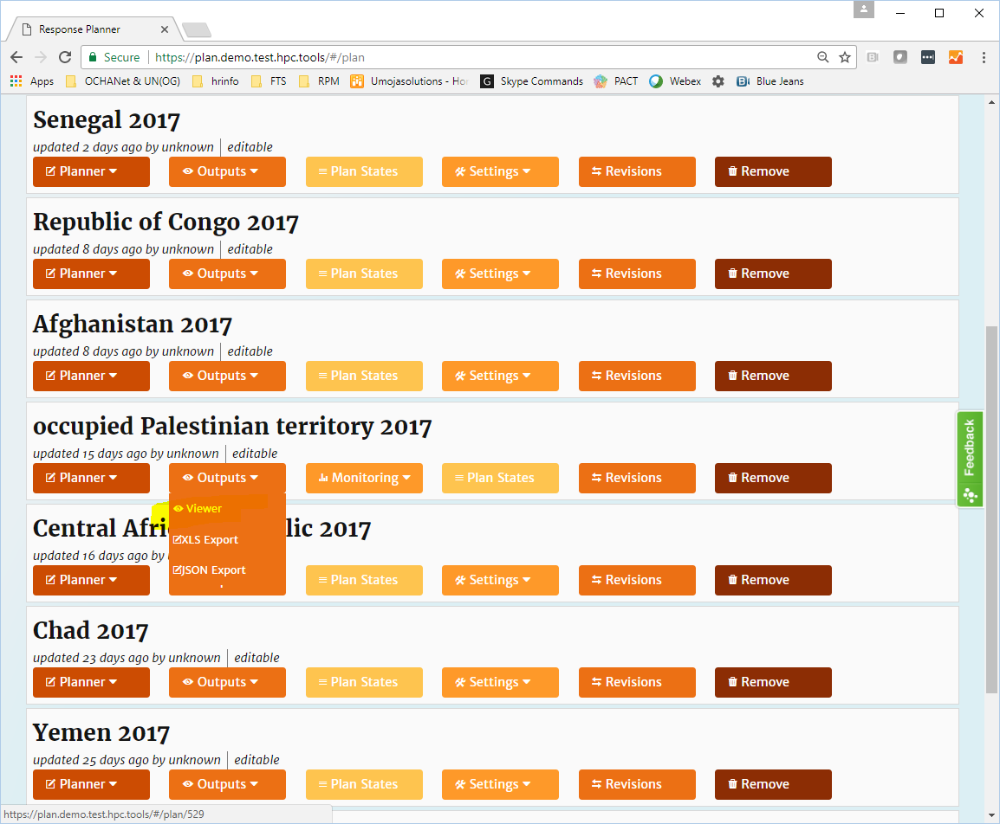 Response Planner
Secure https://plan.demo.test.hpc.tools/#/plan
Apps OCHANet & UN(OG) hrinfo FTS RPM Umojasolutions - Ho G Skype Commands PACT Webex Blue Jeans
Senegal 2017
updated 2 days ago by unknown editable
Planner Outputs Plan States Settings Revisions Remove
Republic of Congo 2017
updated 8 days ago by unknown editable
Planner Outputs Plan States Settings Revisions Remove
Afghanistan 2017
updated 8 days ago by unknown editable
Planner Outputs Plan States Settings Revisions Remove
occupied Palestinian territory 2017
updated 15 days ago by unknown editable
Planner Outputs Monitoring Plan States Revisions Remove
Viewer
XLS Export
JSON Export
Central Afri lic 2017
updated 16 days ago by
Planner Plan States Settings Revisions Remove
Chad 2017
updated 23 days ago by unknown editable
Planner Outputs Plan States Settings Revisions Remove
Yemen 2017
updated 25 days ago by unknown editable
Planner Outputs Plan States Settings Revisions Remove
Feedback
https://plan.demo.test.hpc.tools/#/plan/529